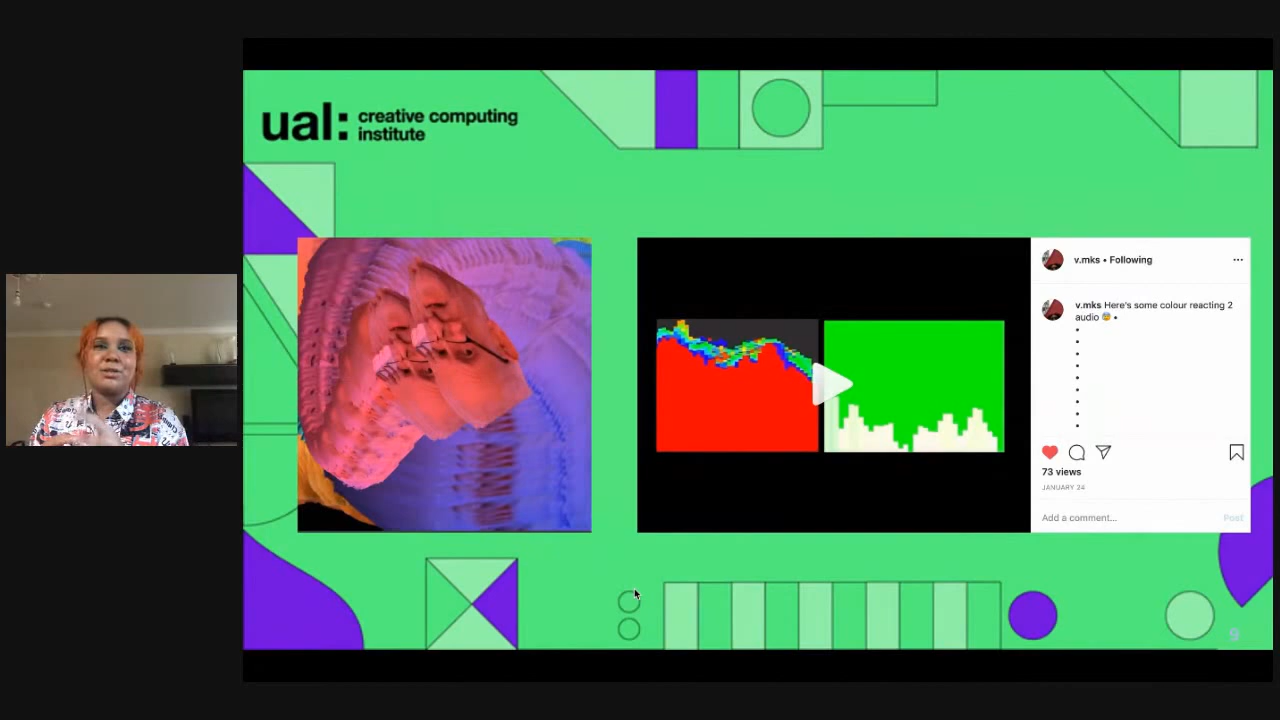 ual: creative computing
institute
v.mks • Following
v.mks Here's some colour reacting 2
audio 🥶 •
•
•
•
•
•
•
•
•
•
73 views
JANUARY 24
Add a comment...
Post
9